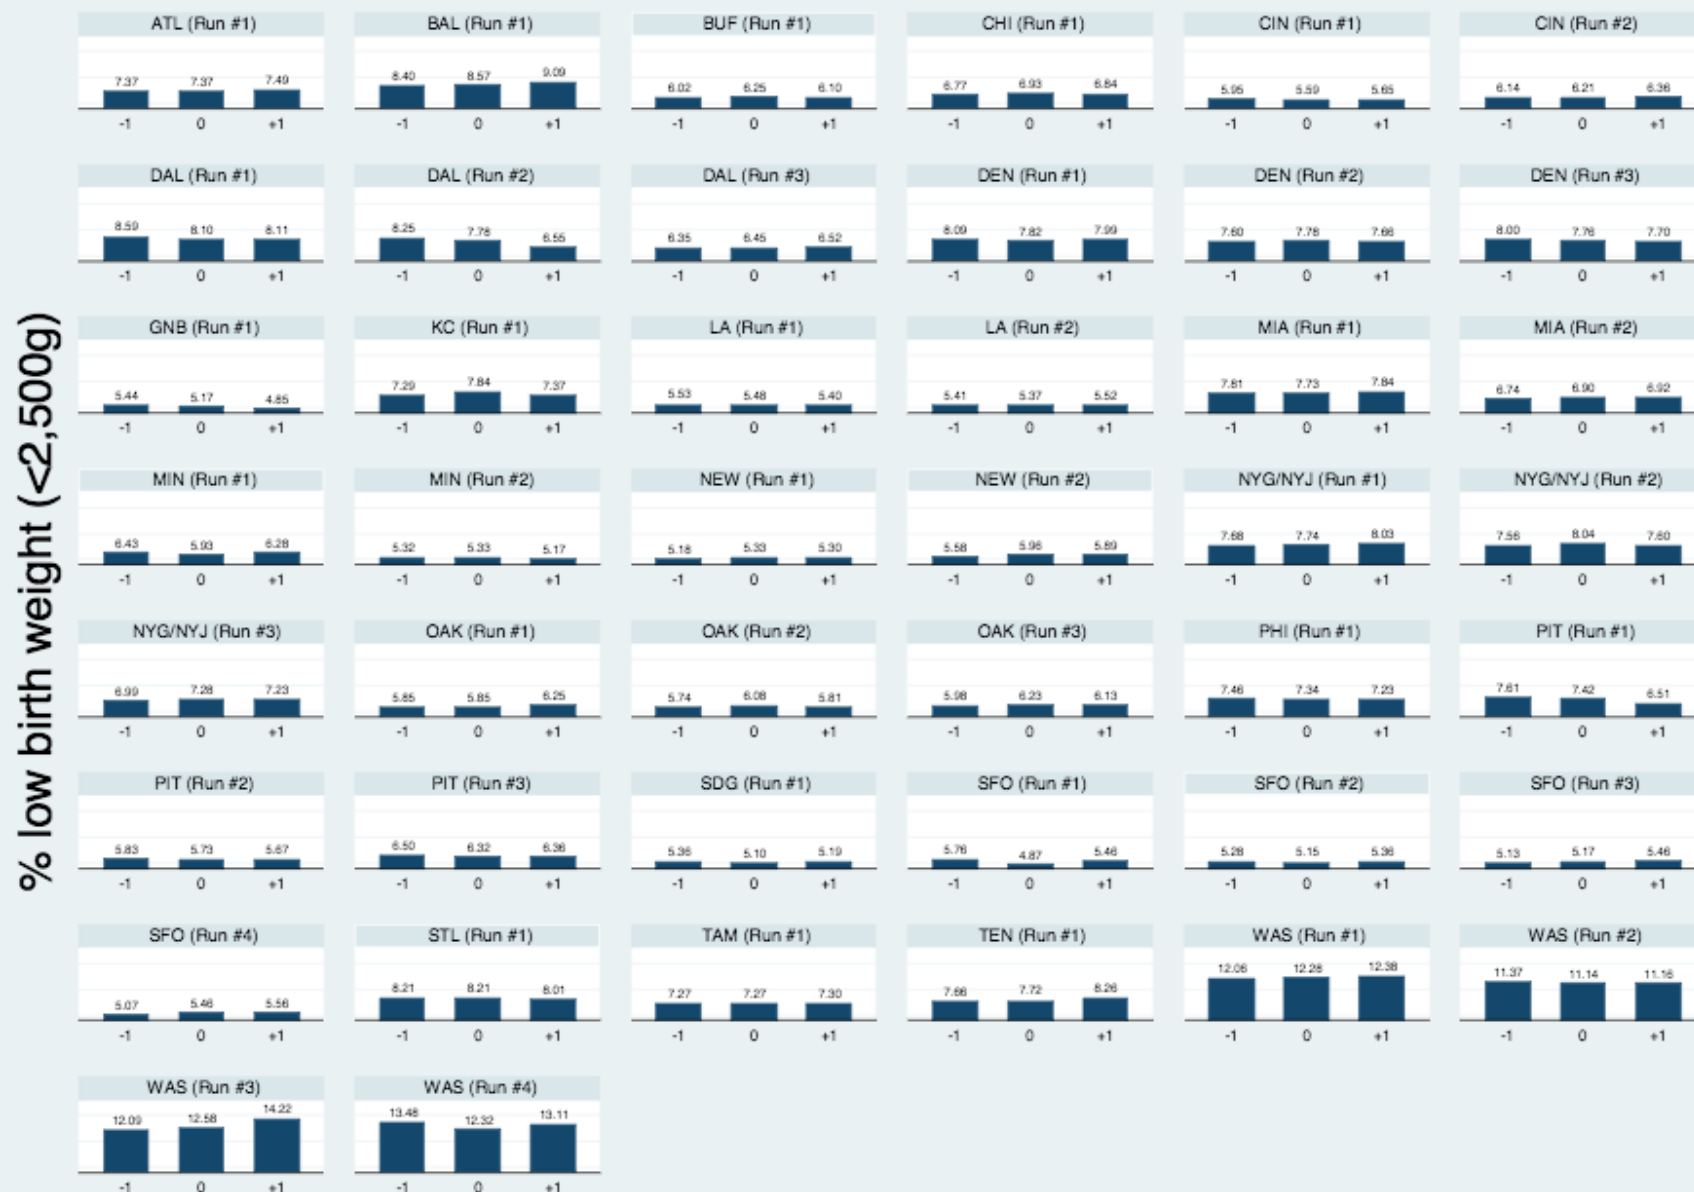 % low birth weight (<2,500g)
ATL (Run #1) BAL (Run #1) BUF (Run #1) CHI (Run #1) CIN (Run #1) CIN (Run #2)
7.37 7.37 7.49 8.40 8.57 9.09 6.02 6.25 6.10 6.77 6.93 6.84 5.95 5.59 5.65 6.14 6.21 6.36
-1 0 +1 -1 0 +1 -1 0 +1 -1 0 +1 -1 0 +1 -1 0 +1
DAL (Run #1) DAL (Run #2) DAL (Run #3) DEN (Run #1) DEN (Run #2) DEN (Run #3)
8.59 8.10 8.11 8.25 7.78 6.55 6.35 6.45 6.52 8.09 7.82 7.99 7.60 7.78 7.66 8.00 7.76 7.70
-1 0 +1 -1 0 +1 -1 0 +1 -1 0 +1 -1 0 +1 -1 0 +1
GNB (Run #1) KC (Run #1) LA (Run #1) LA (Run #2) MIA (Run #1) MIA (Run #2)
5.44 5.17 4.85 7.29 7.84 7.37 5.53 5.48 5.40 5.41 5.37 5.52 7.81 7.73 7.84 6.74 6.90 6.92
-1 0 +1 -1 0 +1 -1 0 +1 -1 0 +1 -1 0 +1 -1 0 +1
MIN (Run #1) MIN (Run #2) NEW (Run #1) NEW (Run #2) NYG/NYJ (Run #1) NYG/NYJ (Run #2)
6.43 5.93 6.28 5.32 5.33 5.17 5.18 5.33 5.30 5.58 5.96 5.89 7.68 7.74 8.03 7.56 8.04 7.60
-1 0 +1 -1 0 +1 -1 0 +1 -1 0 +1 -1 0 +1 -1 0 +1
NYG/NYJ (Run #3) OAK (Run #1) OAK (Run #2) OAK (Run #3) PHI (Run #1) PIT (Run #1)
6.99 7.28 7.23 5.85 5.85 6.25 5.74 6.08 5.81 5.98 6.23 6.13 7.46 7.34 7.23 7.61 7.42 6.51
-1 0 +1 -1 0 +1 -1 0 +1 -1 0 +1 -1 0 +1 -1 0 +1
PIT (Run #2) PIT (Run #3) SDG (Run #1) SFO (Run #1) SFO (Run #2) SFO (Run #3)
5.83 5.73 5.67 6.50 6.32 6.36 5.36 5.10 5.19 5.76 4.87 5.46 5.28 5.15 5.36 5.13 5.17 5.46
-1 0 +1 -1 0 +1 -1 0 +1 -1 0 +1 -1 0 +1 -1 0 +1
SFO (Run #4) STL (Run #1) TAM (Run #1) TEN (Run #1) WAS (Run #1) WAS (Run #2)
5.07 5.46 5.56 8.21 8.21 8.01 7.27 7.27 7.30 7.66 7.72 8.26 12.06 12.28 12.38 11.37 11.14 11.16
-1 0 +1 -1 0 +1 -1 0 +1 -1 0 +1 -1 0 +1 -1 0 +1
WAS (Run #3) WAS (Run #4)
12.09 12.58 14.22 13.48 12.32 13.11
-1 0 +1 -1 0 +1